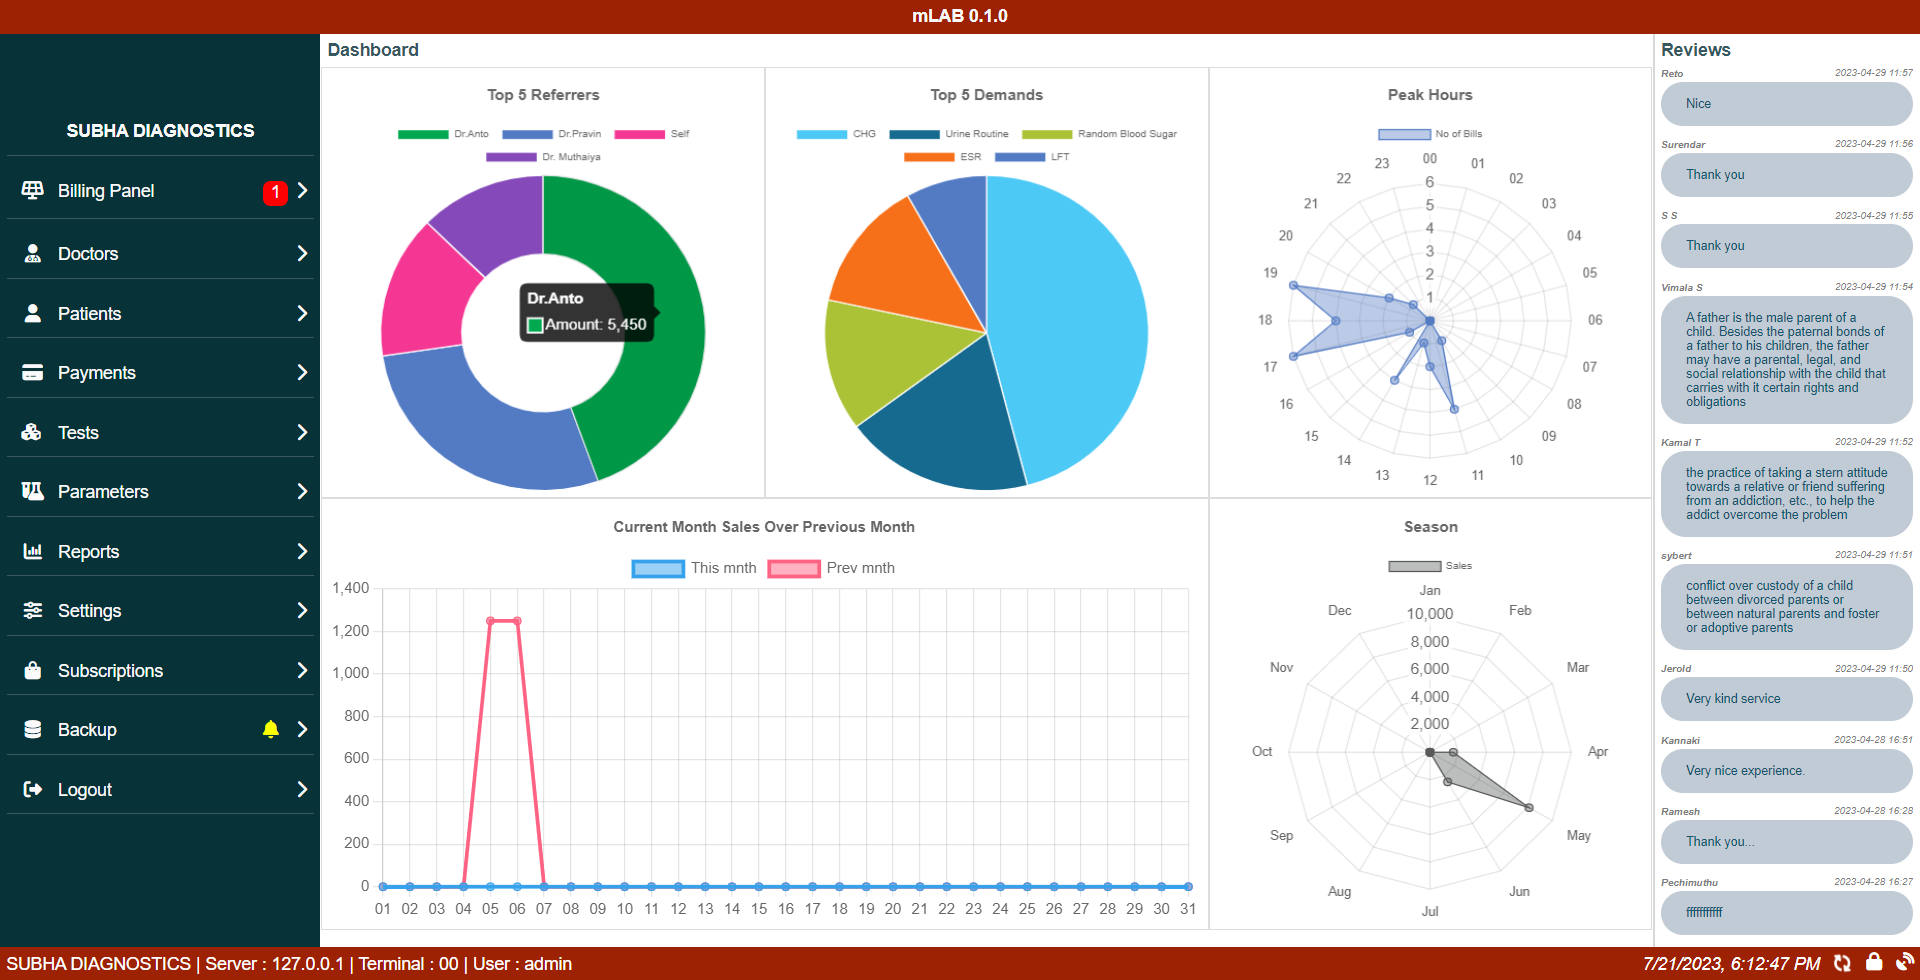 mLAB 0.1.0
SUBHA DIAGNOSTICS
Billing Panel
1
Doctors
Patients
Payments
Tests
Parameters
Reports
Settings
Subscriptions
Backup
Logout
Dashboard
Top 5 Referrers
Dr.Anto Dr.Pravin Self
Dr. Muthaiya
Dr.Anto
Amount: 5,450
Top 5 Demands
CHG Urine Routine Random Blood Sugar
ESR LFT
Peak Hours
No of Bills
00
01
02
03
04
05
06
07
08
09
10
11
12
13
14
15
16
17
18
19
20
21
22
23
6
5
4
3
2
1
Current Month Sales Over Previous Month
This mnth Prev mnth
1,400
1,200
1,000
800
600
400
200
0
01 02 03 04 05 06 07 08 09 10 11 12 13 14 15 16 17 18 19 20 21 22 23 24 25 26 27 28 29 30 31
Season
Sales
Jan
Feb
Mar
Apr
May
Jun
Jul
Aug
Sep
Oct
Nov
Dec
10,000
8,000
6,000
4,000
2,000
Reviews
Reto 2023-04-29 11:57
Nice
Surendar 2023-04-29 11:56
Thank you
S S 2023-04-29 11:55
Thank you
Vimala S 2023-04-29 11:54
A father is the male parent of a
child. Besides the paternal bonds of
a father to his children, the father
may have a parental, legal, and
social relationship with the child that
carries with it certain rights and
obligations
Kamal T 2023-04-29 11:52
the practice of taking a stern attitude
towards a relative or friend suffering
from an addiction, etc., to help the
addict overcome the problem
sybert 2023-04-29 11:51
conflict over custody of a child
between divorced parents or
between natural parents and foster
or adoptive parents
Jerold 2023-04-29 11:50
Very kind service
Kannaki 2023-04-28 16:51
Very nice experience.
Ramesh 2023-04-28 16:28
Thank you...
Pechimuthu 2023-04-28 16:27
fffffffffff
SUBHA DIAGNOSTICS | Server : 127.0.0.1 | Terminal : 00 | User : admin
7/21/2023, 6:12:47 PM